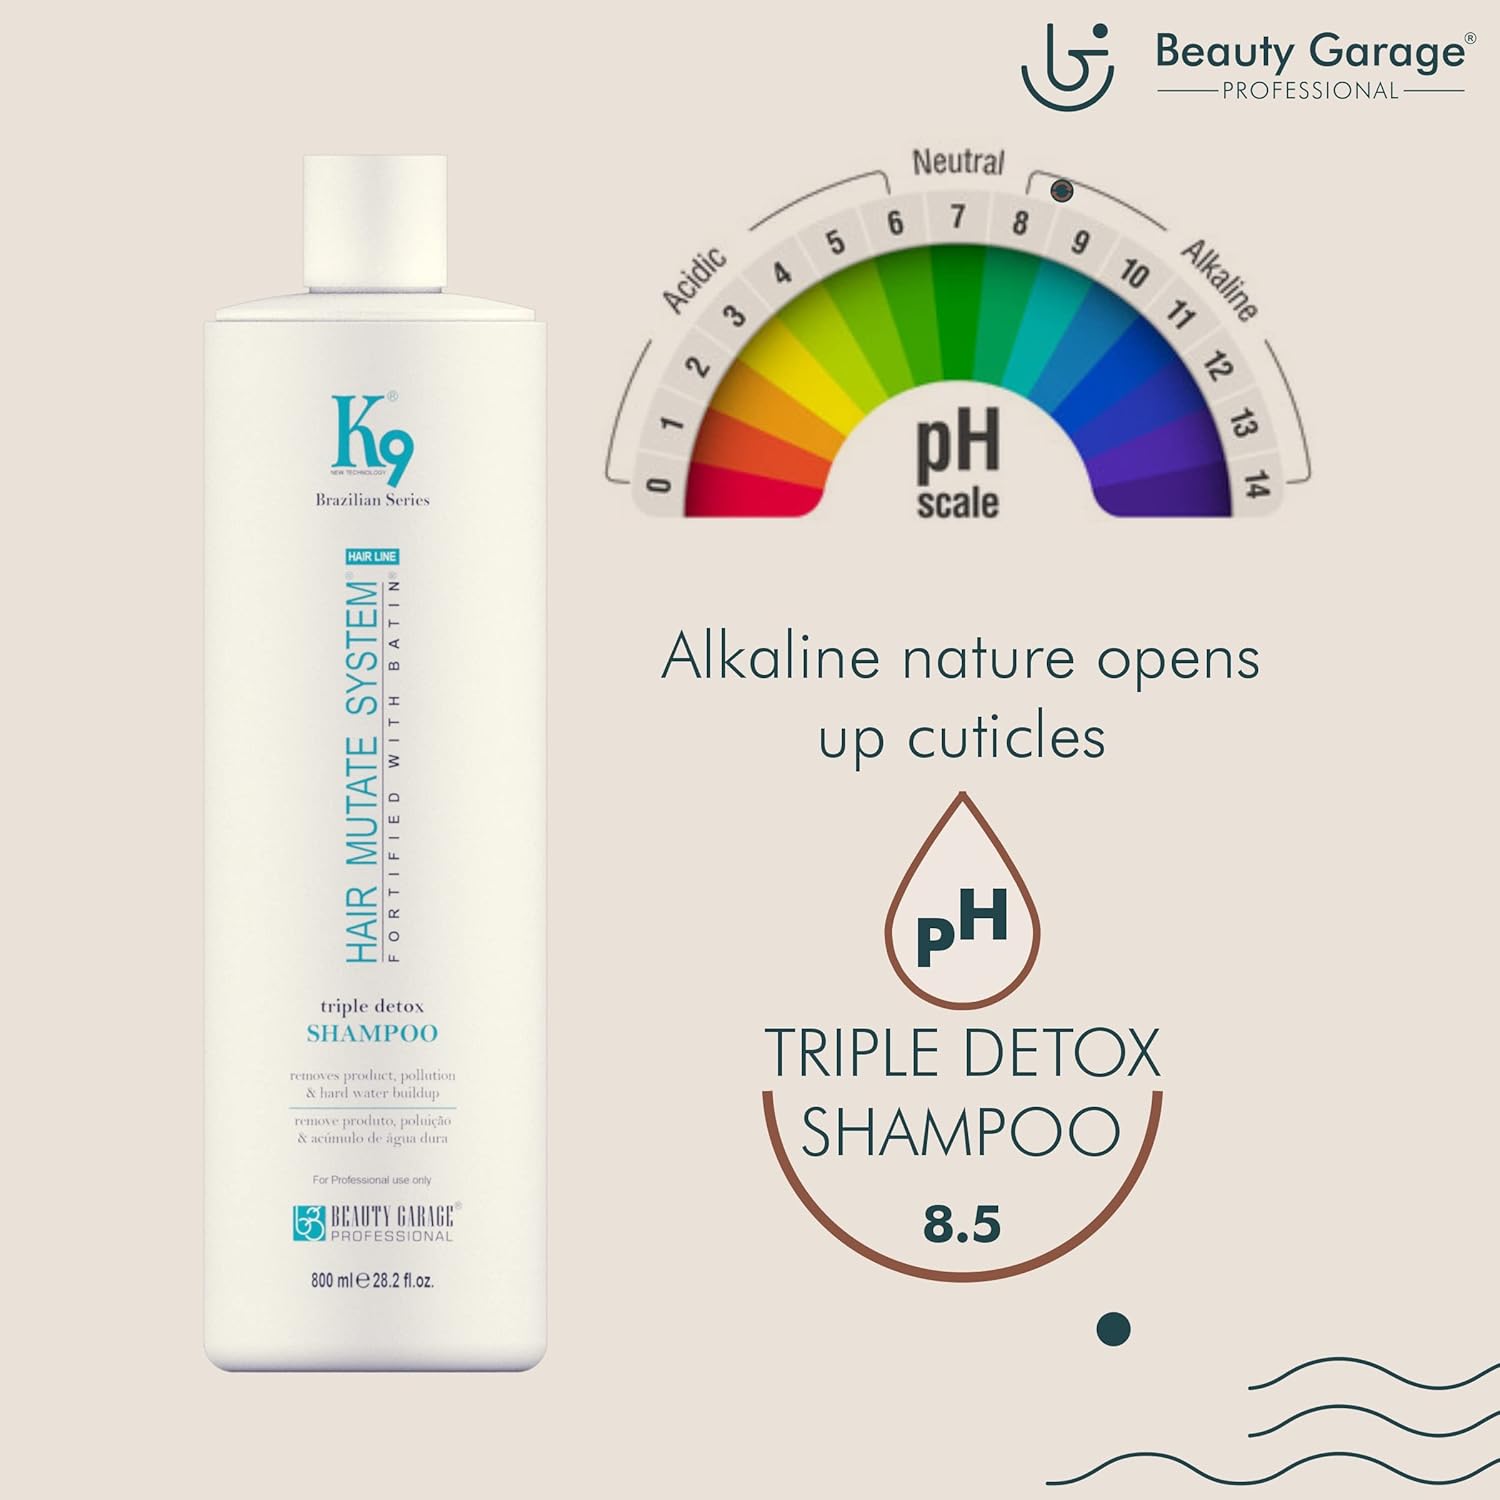 Beauty Garage®
PROFESSIONAL
Neutral
Acidic
Alkaline
0
1
2
3
4
5
6
7
8
9
10
11
12
13
14
pH
scale
K9®
NEW TECHNOLOGY
Brazilian Series
HAIR LINE
HAIR MUTATE SYSTEM®
FORTIFIED WITH BATIN®
triple detox
SHAMPOO
removes product, pollution
& hard water buildup
remove produto, poluição
& acúmulo de água dura
For Professional use only
BG BEAUTY GARAGE®
PROFESSIONAL
800 ml ℮ 28.2 fl.oz.
Alkaline nature opens
up cuticles
pH
TRIPLE DETOX
SHAMPOO
8.5